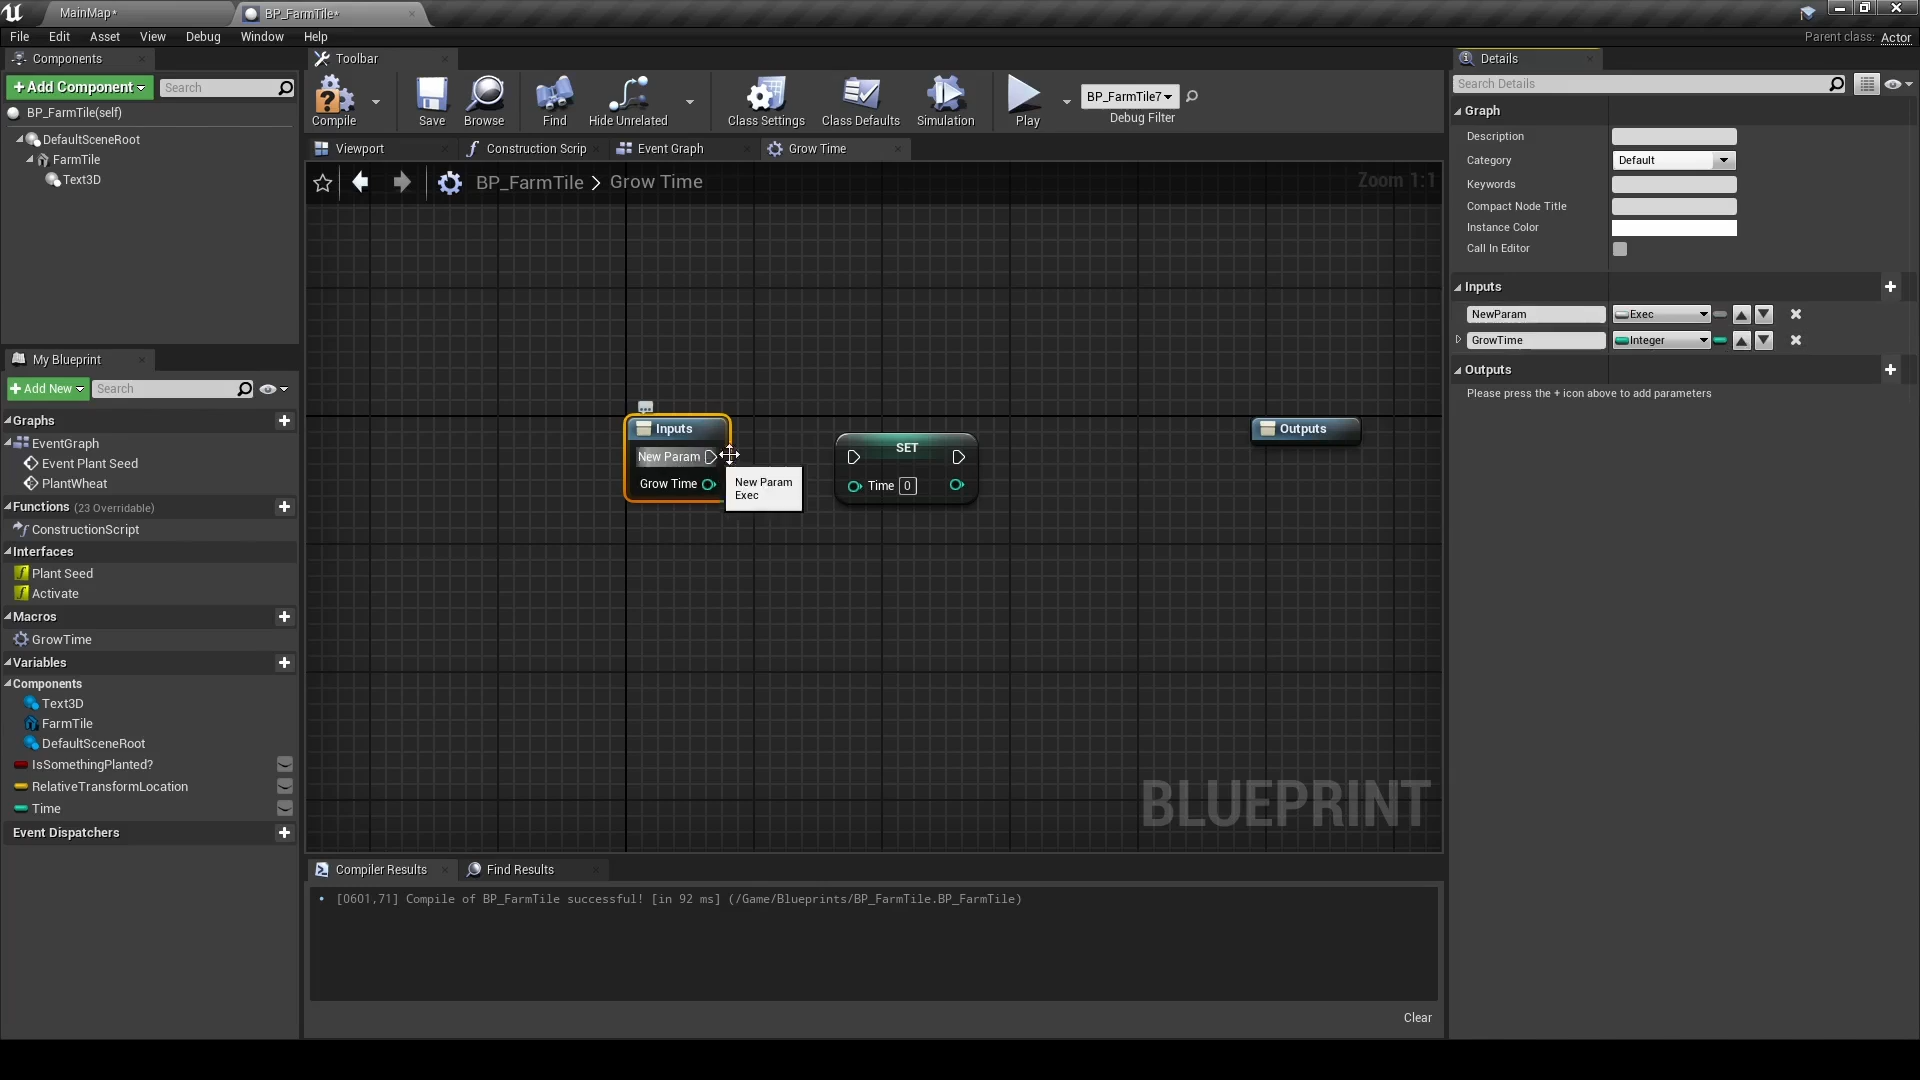 MainMap*
BP_FarmTile*
File Edit Asset View Debug Window Help
Parent class: Actor
Components
+Add Component
Search
BP_FarmTile(self)
DefaultSceneRoot
FarmTile
Text3D
My Blueprint
+Add New
Search
Graphs
EventGraph
Event Plant Seed
PlantWheat
Functions (23 Overridable)
ConstructionScript
Interfaces
Plant Seed
Activate
Macros
GrowTime
Variables
Components
Text3D
FarmTile
DefaultSceneRoot
IsSomethingPlanted?
RelativeTransformLocation
Time
Event Dispatchers
Toolbar
Compile
Save
Browse
Find
Hide Unrelated
Class Settings
Class Defaults
Simulation
Play
BP_FarmTile7
Debug Filter
Viewport
Construction Scrip
Event Graph
Grow Time
BP_FarmTile > Grow Time
Zoom 1:1
Inputs
New Param
Grow Time
New Param
Exec
SET
Time 0
Outputs
BLUEPRINT
Compiler Results
Find Results
[0601,71] Compile of BP_FarmTile successful! [in 92 ms] (/Game/Blueprints/BP_FarmTile.BP_FarmTile)
Clear
Details
Search Details
Graph
Description
Category Default
Keywords
Compact Node Title
Instance Color
Call In Editor
Inputs
NewParam Exec
GrowTime Integer
Outputs
Please press the + icon above to add parameters